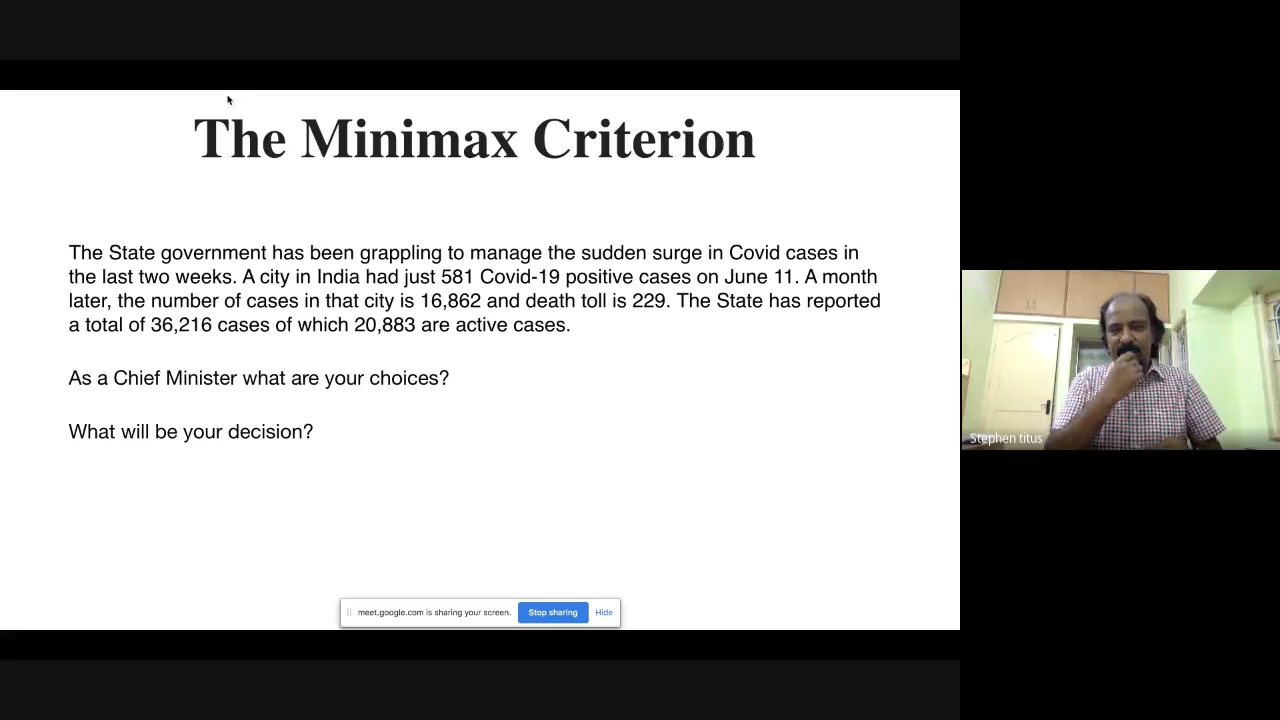 The Minimax Criterion
The State government has been grappling to manage the sudden surge in Covid cases in
the last two weeks. A city in India had just 581 Covid-19 positive cases on June 11. A month
later, the number of cases in that city is 16,862 and death toll is 229. The State has reported
a total of 36,216 cases of which 20,883 are active cases.
As a Chief Minister what are your choices?
What will be your decision?
meet.google.com is sharing your screen. Stop sharing Hide
Stephen titus